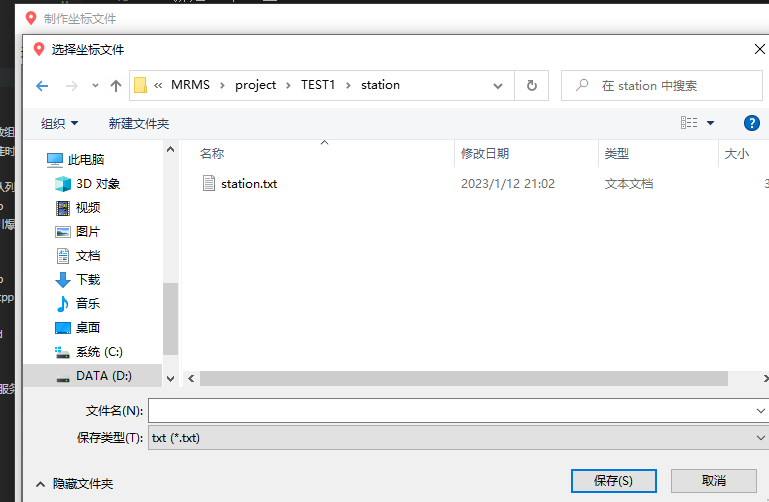 制作坐标文件
选择坐标文件
« MRMS › project › TEST1 › station
在 station 中搜索
组织
新建文件夹
名称
修改日期
类型
大小
station.txt
2023/1/12 21:02
文本文档
此电脑
3D 对象
视频
图片
文档
下载
音乐
桌面
系统 (C:)
DATA (D:)
文件名(N):
保存类型(T):
txt (*.txt)
隐藏文件夹
保存(S)
取消